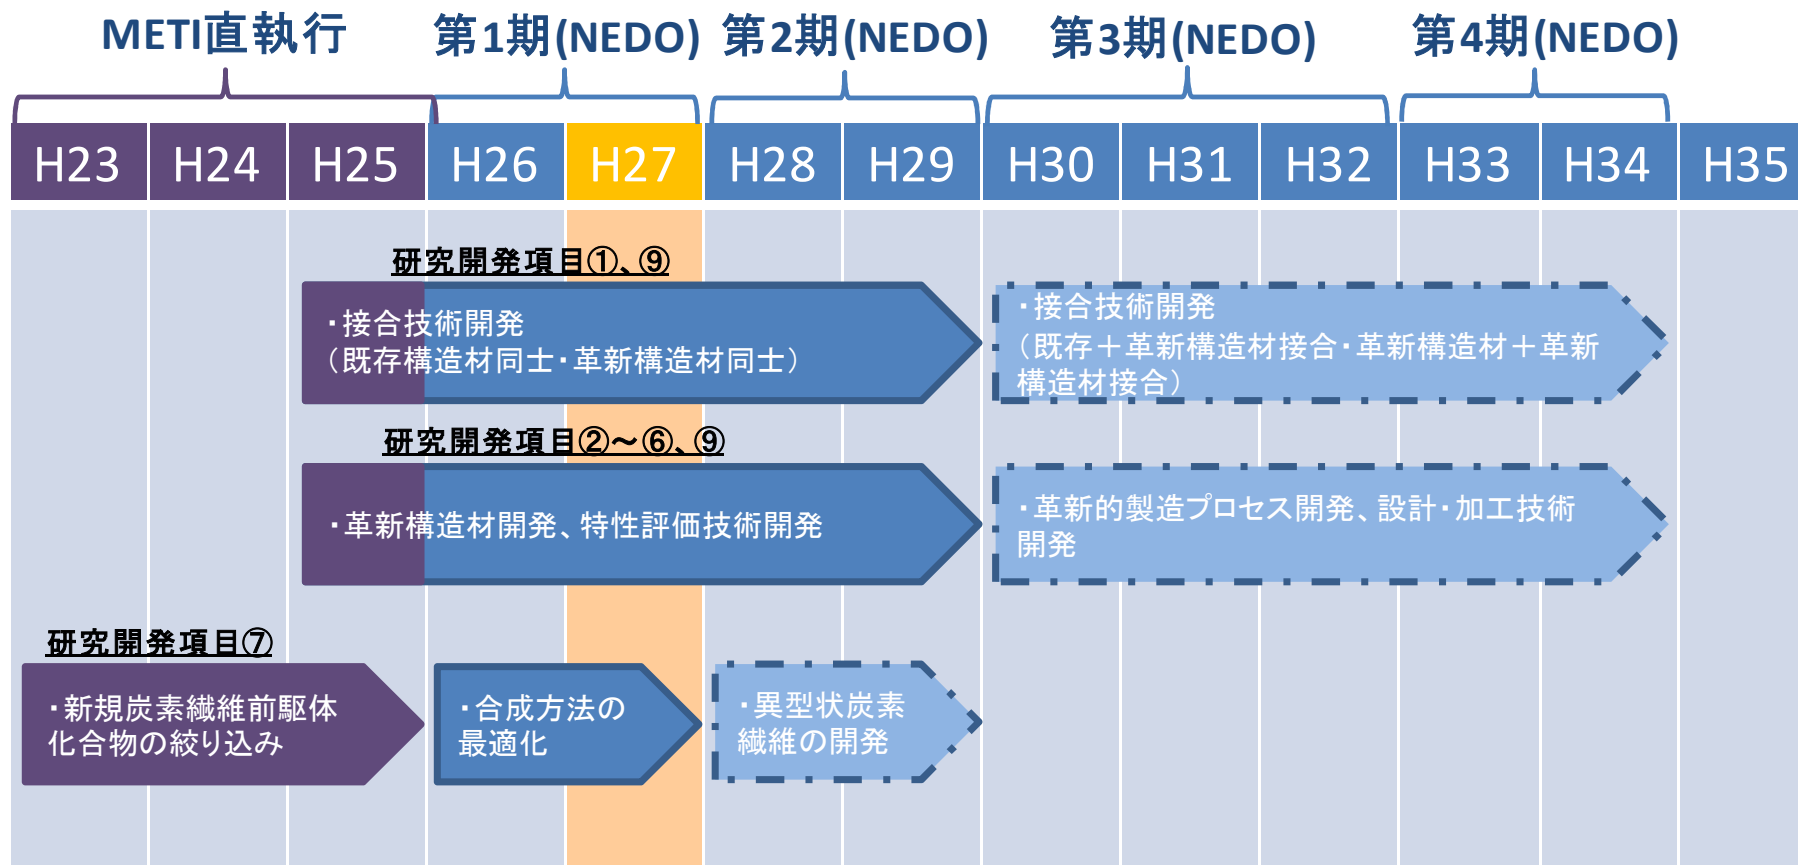 METI直執行 第1期(NEDO) 第2期(NEDO) 第3期(NEDO) 第4期(NEDO)
H23 H24 H25 H26 H27 H28 H29 H30 H31 H32 H33 H34 H35
研究開発項目①、⑨
・接合技術開発
（既存構造材同士・革新構造材同士）
・接合技術開発
（既存＋革新構造材接合・革新構造材＋革新
構造材接合）
研究開発項目②～⑥、⑨
・革新構造材開発、特性評価技術開発
・革新的製造プロセス開発、設計・加工技術
開発
研究開発項目⑦
・新規炭素繊維前駆体
化合物の絞り込み
・合成方法の
最適化
・異型状炭素
繊維の開発